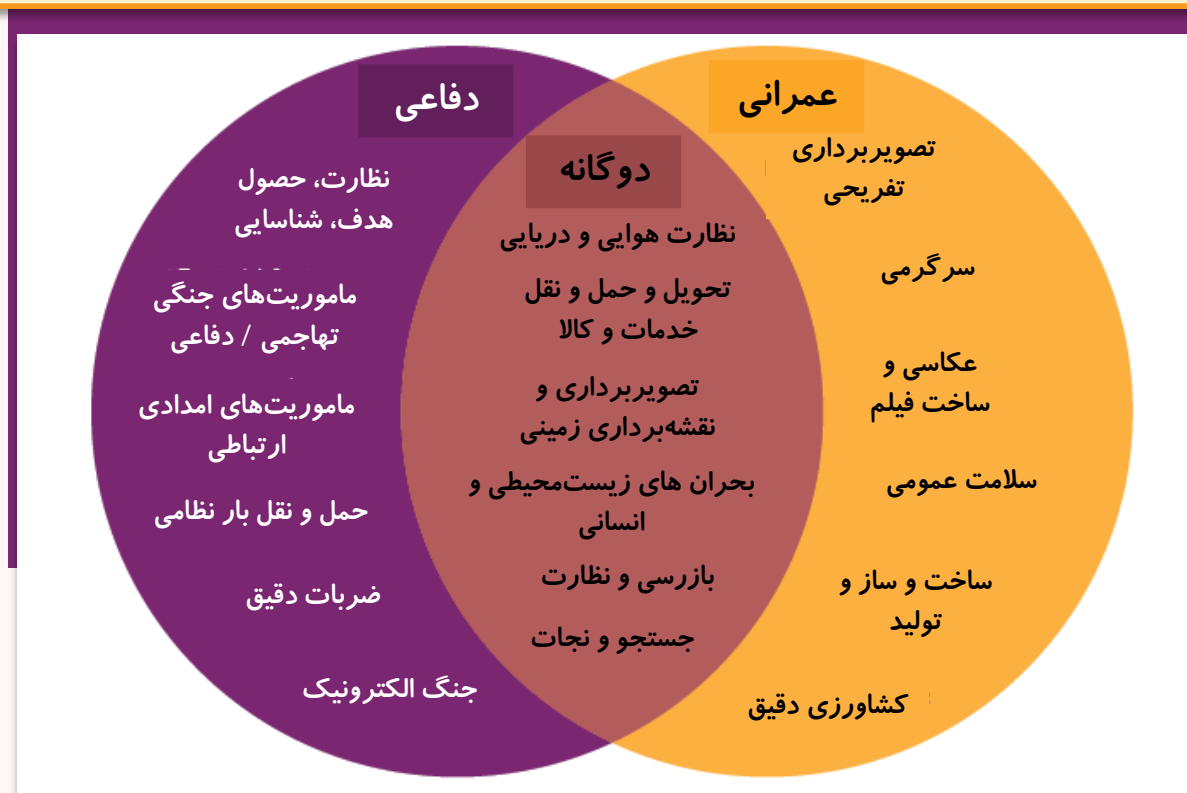 دفاعی
نظارت، حصول
هدف، شناسایی
ماموریت‌های جنگی
تهاجمی / دفاعی
ماموریت‌های امدادی
ارتباطی
حمل و نقل بار نظامی
ضربات دقیق
جنگ الکترونیک
دوگانه
نظارت هوایی و دریایی
تحویل و حمل و نقل
خدمات و کالا
تصویربرداری و
نقشه‌برداری زمینی
بحران های زیست‌محیطی و
انسانی
بازرسی و نظارت
جستجو و نجات
عمرانی
تصویربرداری
تفریحی
سرگرمی
عکاسی و
ساخت فیلم
سلامت عمومی
ساخت و ساز و
تولید
کشاورزی دقیق